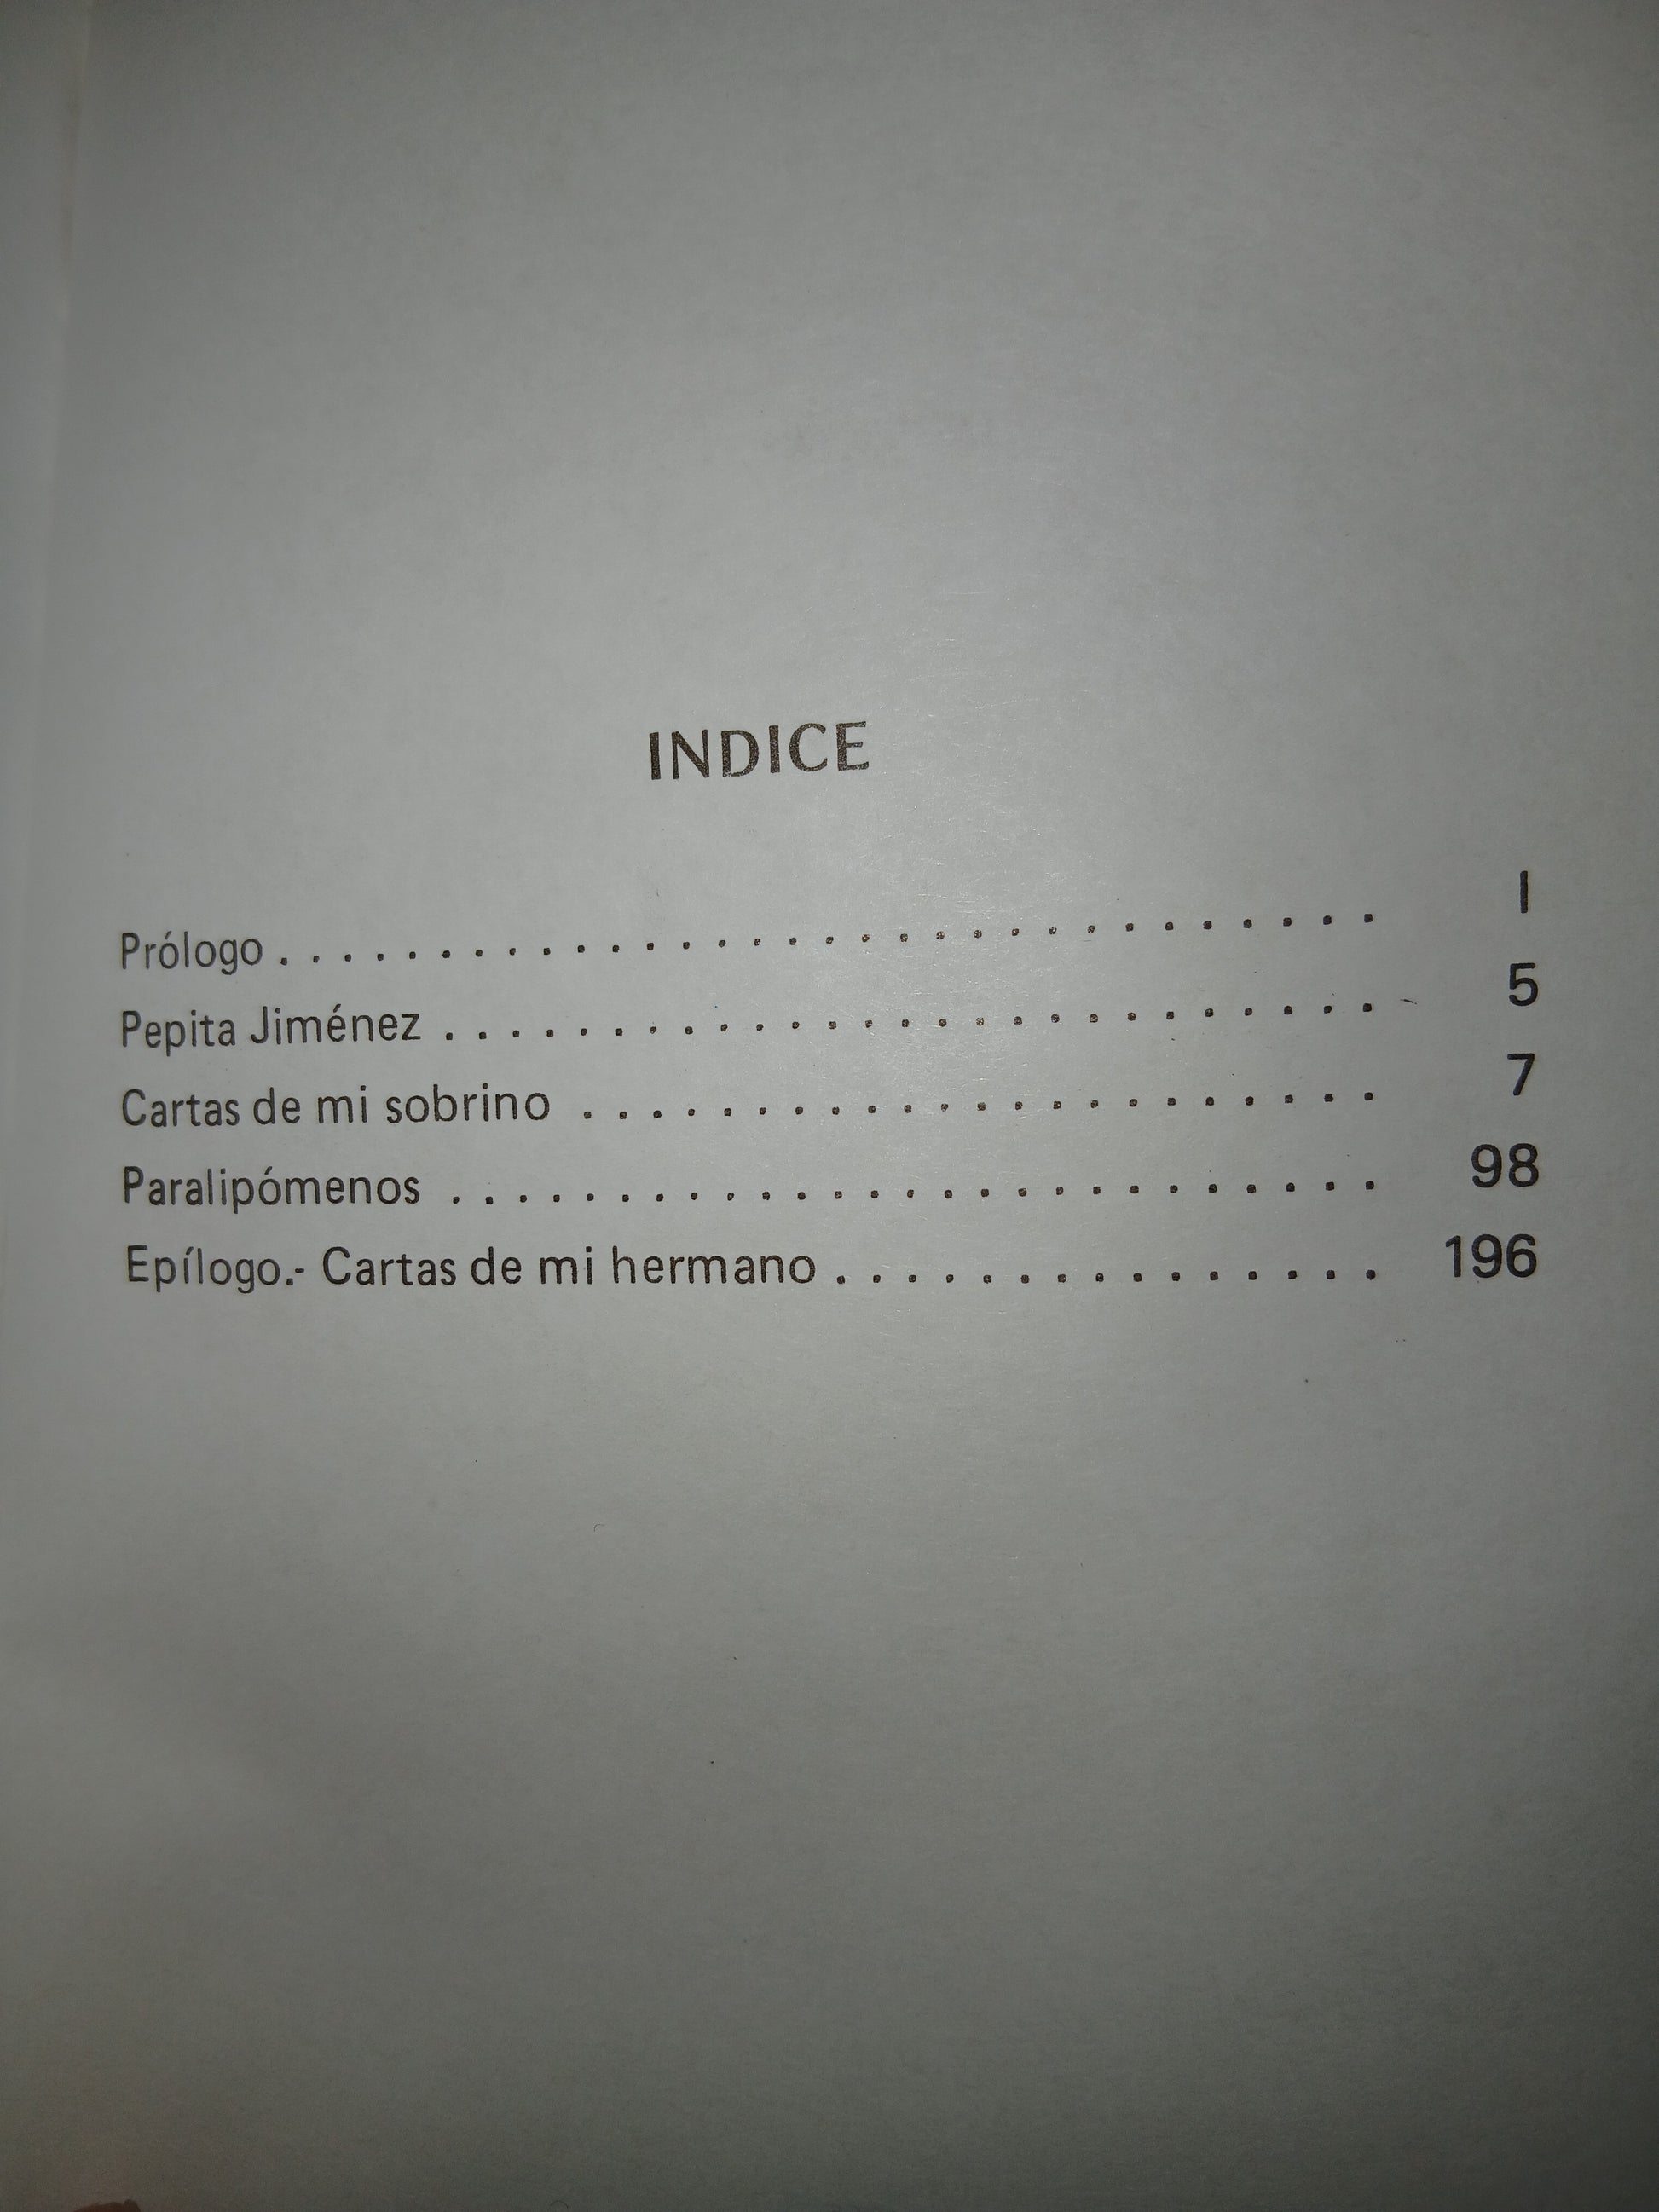 INDICE
Prólogo . . . . . . . . . . . . . . . . . . . . . . . . . . . . . . I
Pepita Jiménez . . . . . . . . . . . . . . . . . . . . . . . . . . 5
Cartas de mi sobrino . . . . . . . . . . . . . . . . . . . . . . 7
Paralipómenos . . . . . . . . . . . . . . . . . . . . . . . . . . 98
Epílogo.- Cartas de mi hermano . . . . . . . . . . . . . . . 196